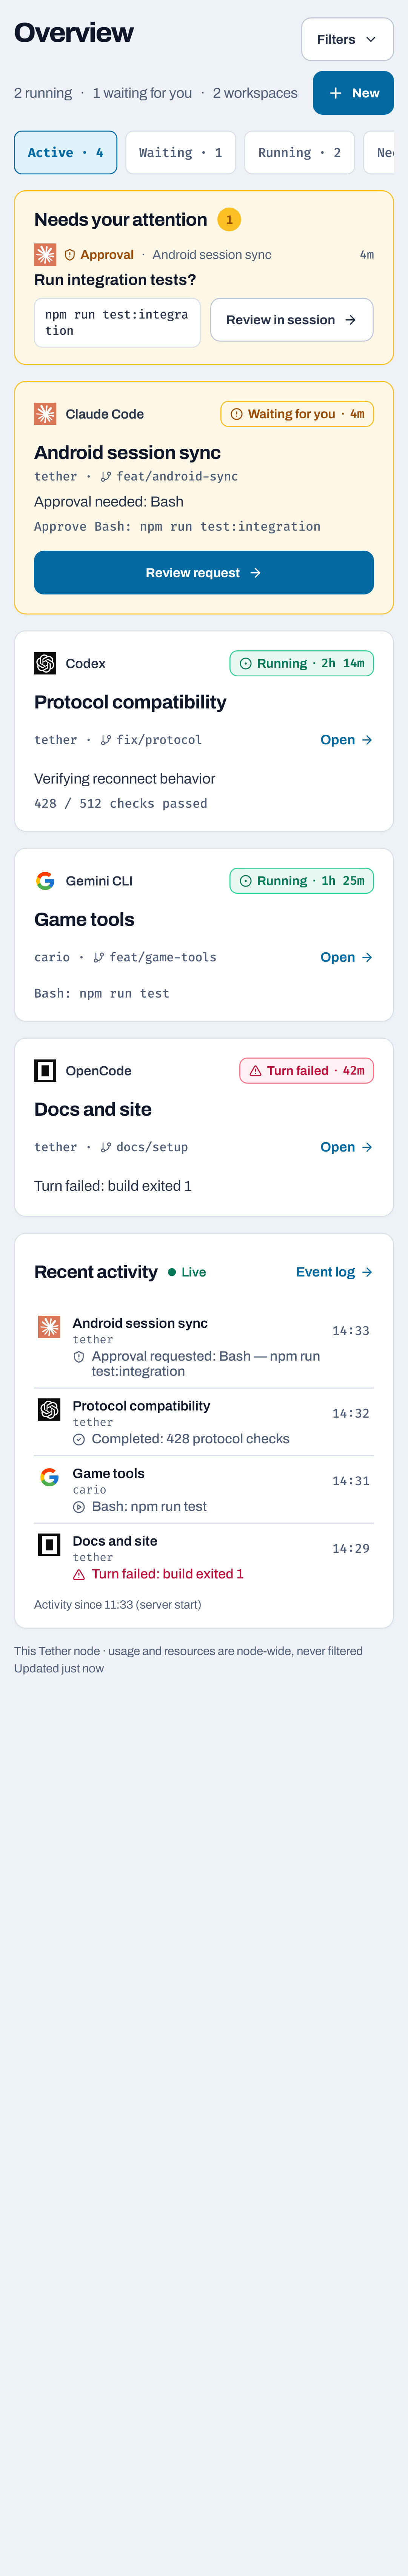 Overview
Filters
2 running · 1 waiting for you · 2 workspaces
New
Active · 4
Waiting · 1
Running · 2
Needs your attention 1
Approval · Android session sync 4m
Run integration tests?
npm run test:integra
tion
Review in session
Claude Code
Waiting for you · 4m
Android session sync
tether · feat/android-sync
Approval needed: Bash
Approve Bash: npm run test:integration
Review request
Codex
Running · 2h 14m
Protocol compatibility
tether · fix/protocol
Open
Verifying reconnect behavior
428 / 512 checks passed
Gemini CLI
Running · 1h 25m
Game tools
cario · feat/game-tools
Open
Bash: npm run test
OpenCode
Turn failed · 42m
Docs and site
tether · docs/setup
Open
Turn failed: build exited 1
Recent activity
Live
Event log
Android session sync
14:33
tether
Approval requested: Bash — npm run
test:integration
Protocol compatibility
14:32
tether
Completed: 428 protocol checks
Game tools
14:31
cario
Bash: npm run test
Docs and site
14:29
tether
Turn failed: build exited 1
Activity since 11:33 (server start)
This Tether node · usage and resources are node-wide, never filtered
Updated just now